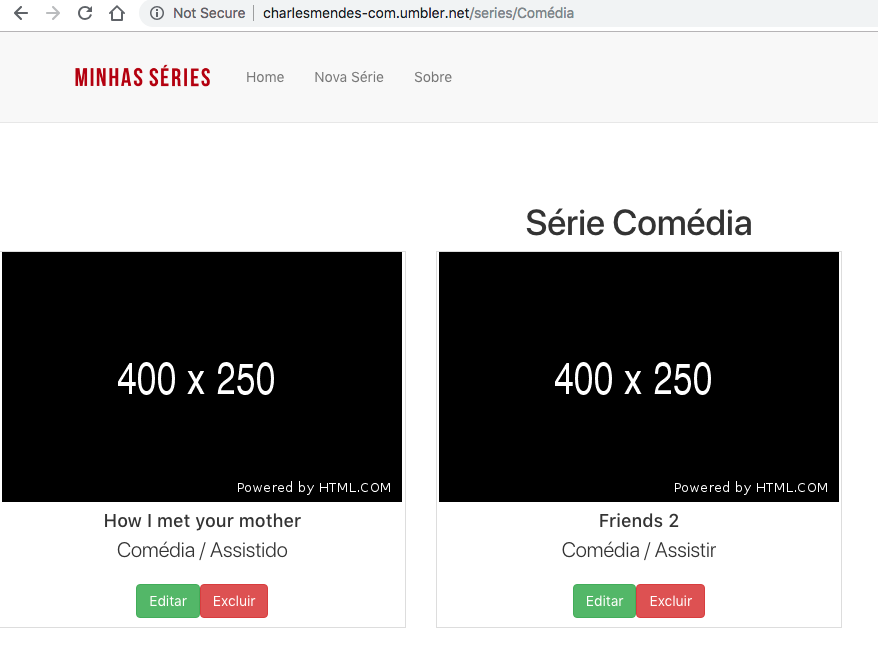 Not Secure | charlesmendes-com.umbler.net/series/Comédia
MINHAS SÉRIES Home Nova Série Sobre
Série Comédia
400 x 250
Powered by HTML.COM
How I met your mother
Comédia / Assistido
Editar Excluir
400 x 250
Powered by HTML.COM
Friends 2
Comédia / Assistir
Editar Excluir